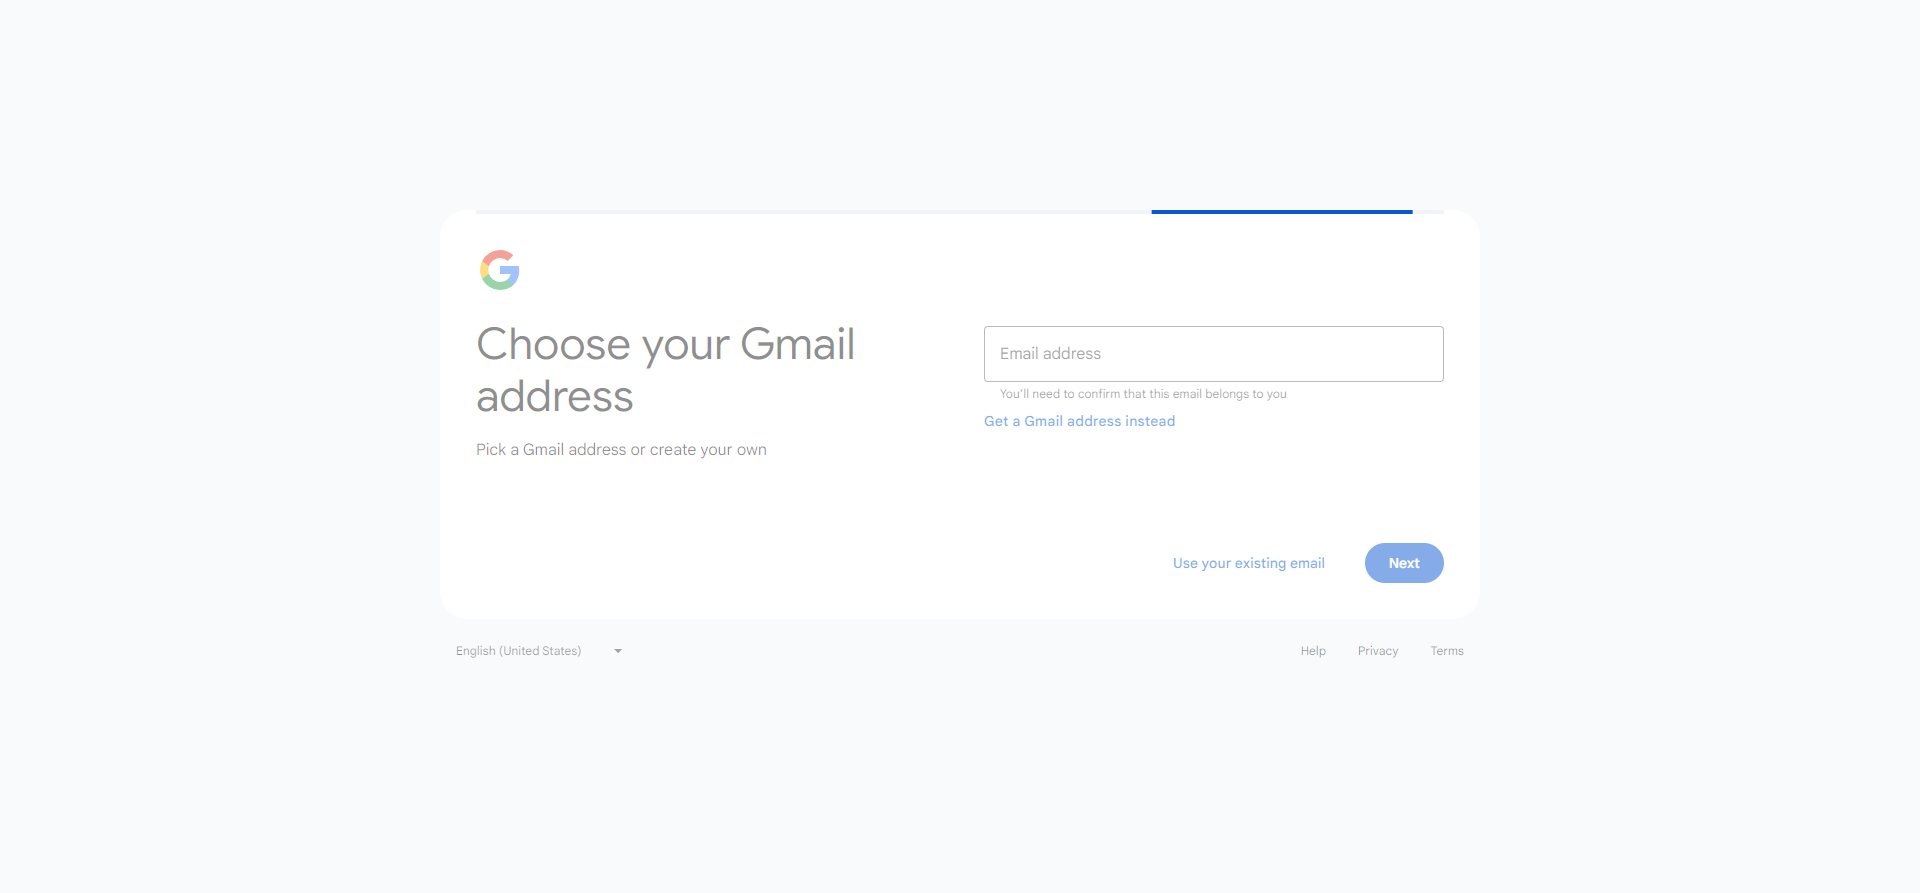 Choose your Gmail
address
Pick a Gmail address or create your own
Email address
You'll need to confirm that this email belongs to you
Get a Gmail address instead
Use your existing email
Next
English (United States)
Help
Privacy
Terms